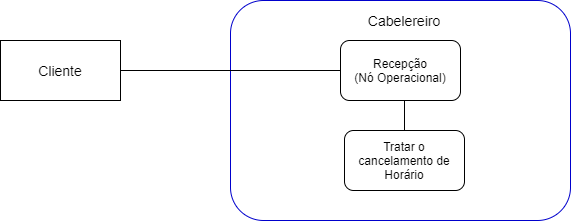 Cabelereiro
Cliente
Recepção
(Nó Operacional)
Tratar o
cancelamento de
Horário